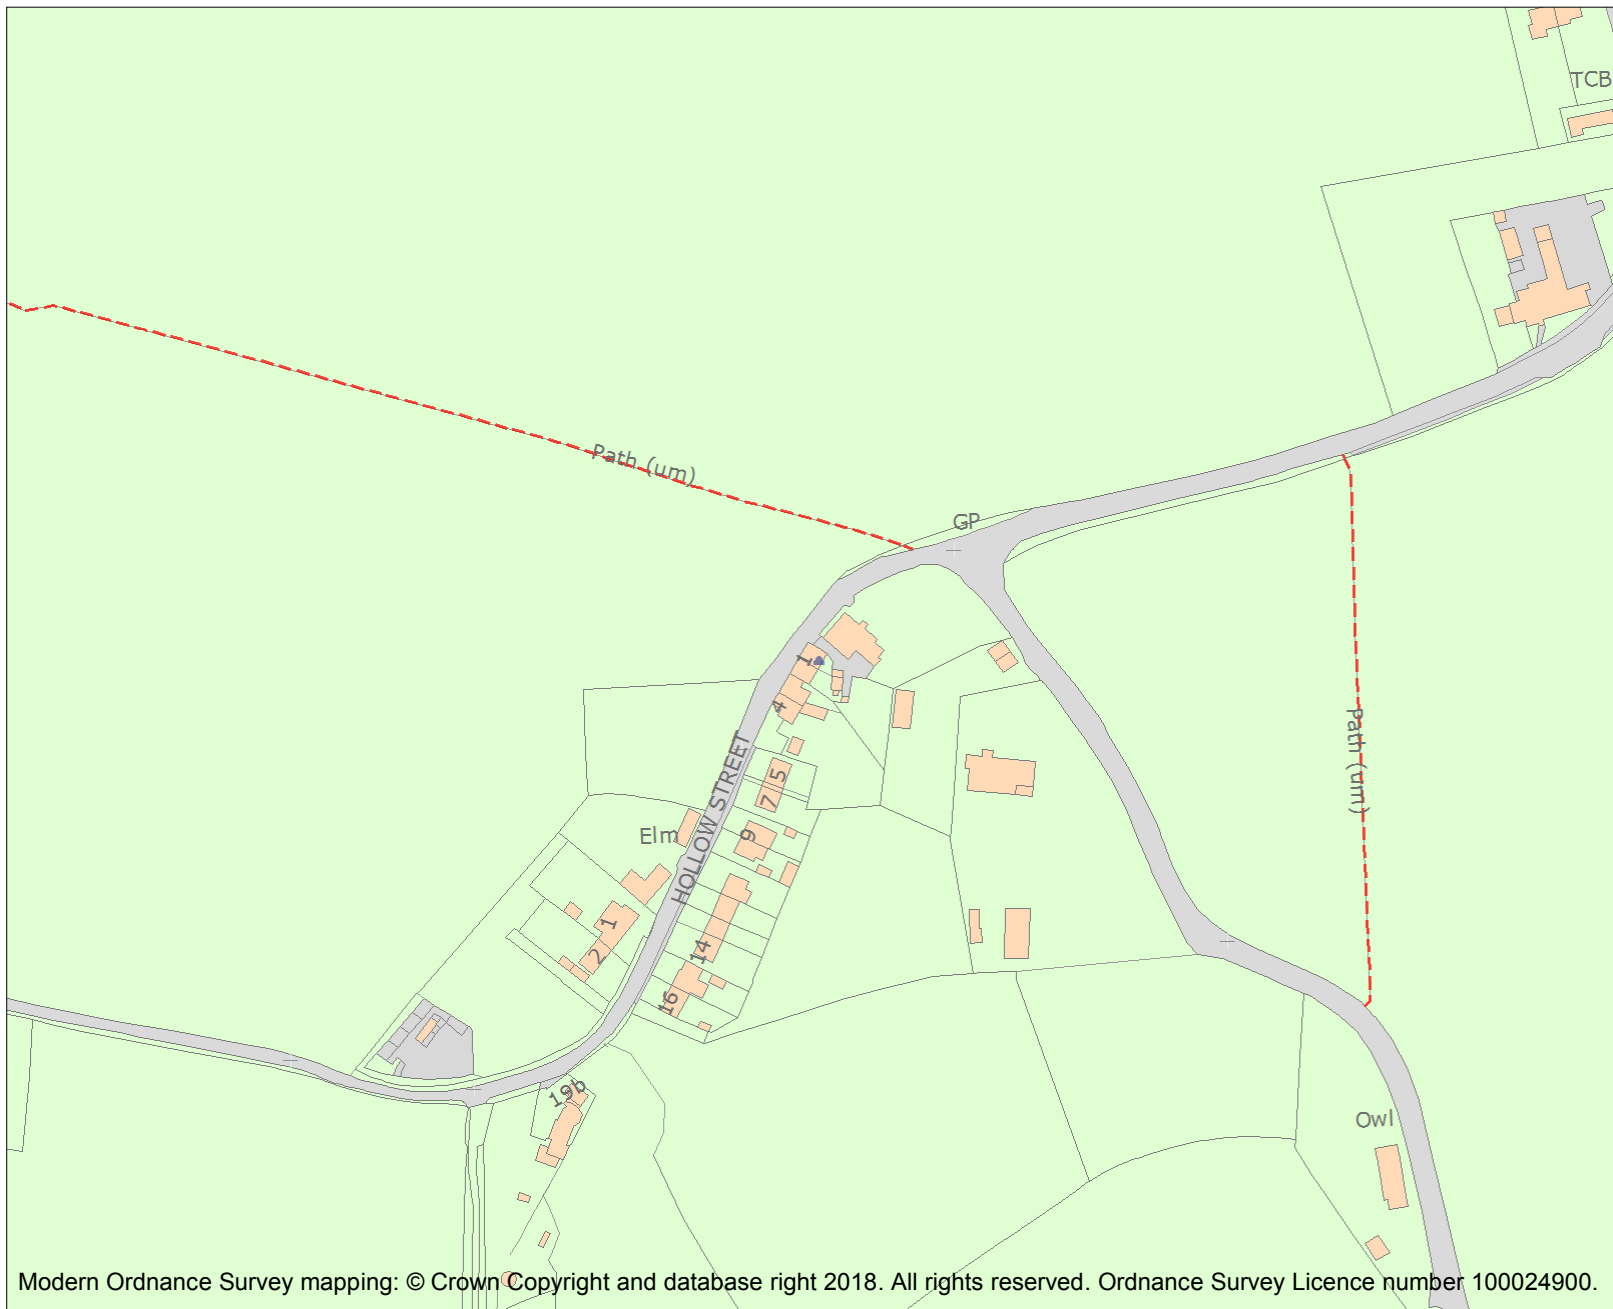 TCB
Path (um)
GP
1
4
HOLLOW STREET
5
7
Path (um)
Elm
9
1
2
14
16
19b
Owl
Modern Ordnance Survey mapping: © Crown Copyright and database right 2018. All rights reserved. Ordnance Survey Licence number 100024900.